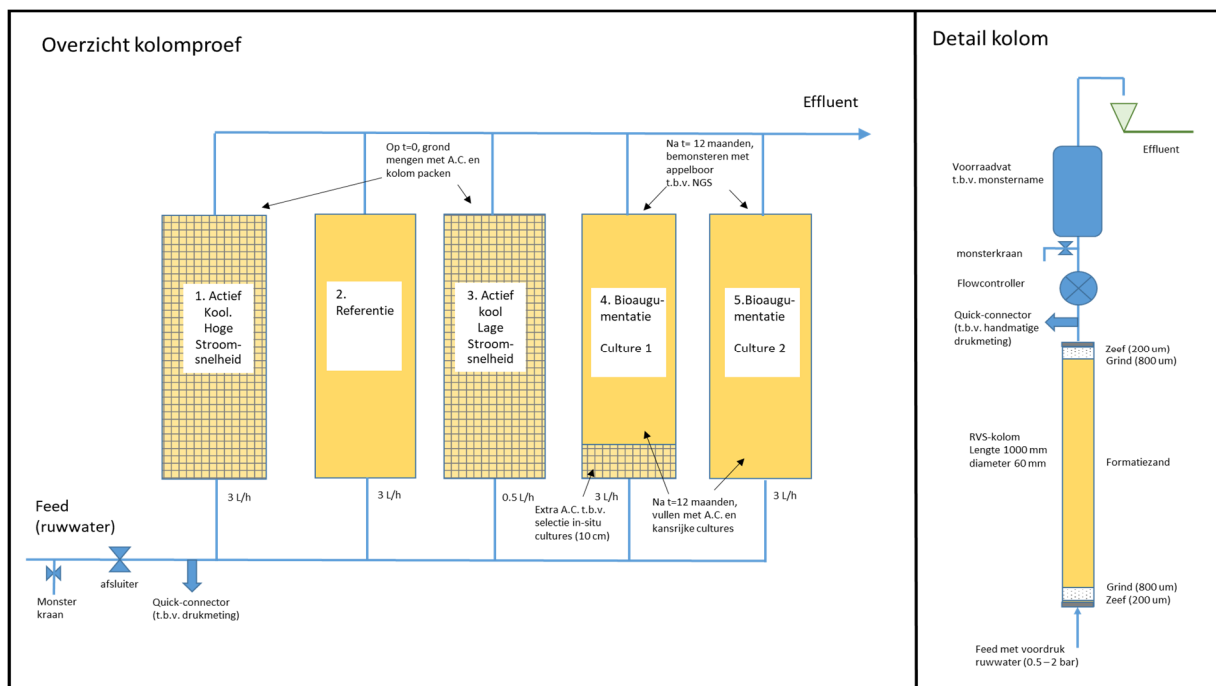 Overzicht kolomproef
Effluent
Op t=0, grond
mengen met A.C. en
kolom packen
Na t= 12 maanden,
bemonsteren met
appelboor
t.b.v. NGS
1. Actief
Kool.
Hoge
Stroom-
snelheid
2.
Referentie
3. Actief
kool
Lage
Stroom-
snelheid
4. Bioaugu-
mentatie
Culture 1
5.Bioaugu-
mentatie
Culture 2
3 L/h
3 L/h
0.5 L/h
3 L/h
3 L/h
Extra A.C. t.b.v.
selectie in-situ
cultures (10 cm)
Na t=12 maanden,
vullen met A.C. en
kansrijke cultures
Feed
(ruwwater)
afsluiter
Monster
kraan
Quick-connector
(t.b.v. drukmeting)
Detail kolom
Effluent
Voorraadvat
t.b.v. monstername
monsterkraan
Flowcontroller
Quick-connector
(t.b.v. handmatige
drukmeting)
Zeef (200 um)
Grind (800 um)
RVS-kolom
Lengte 1000 mm
diameter 60 mm
Formatiezand
Grind (800 um)
Zeef (200 um)
Feed met voordruk
ruwwater (0.5 – 2 bar)